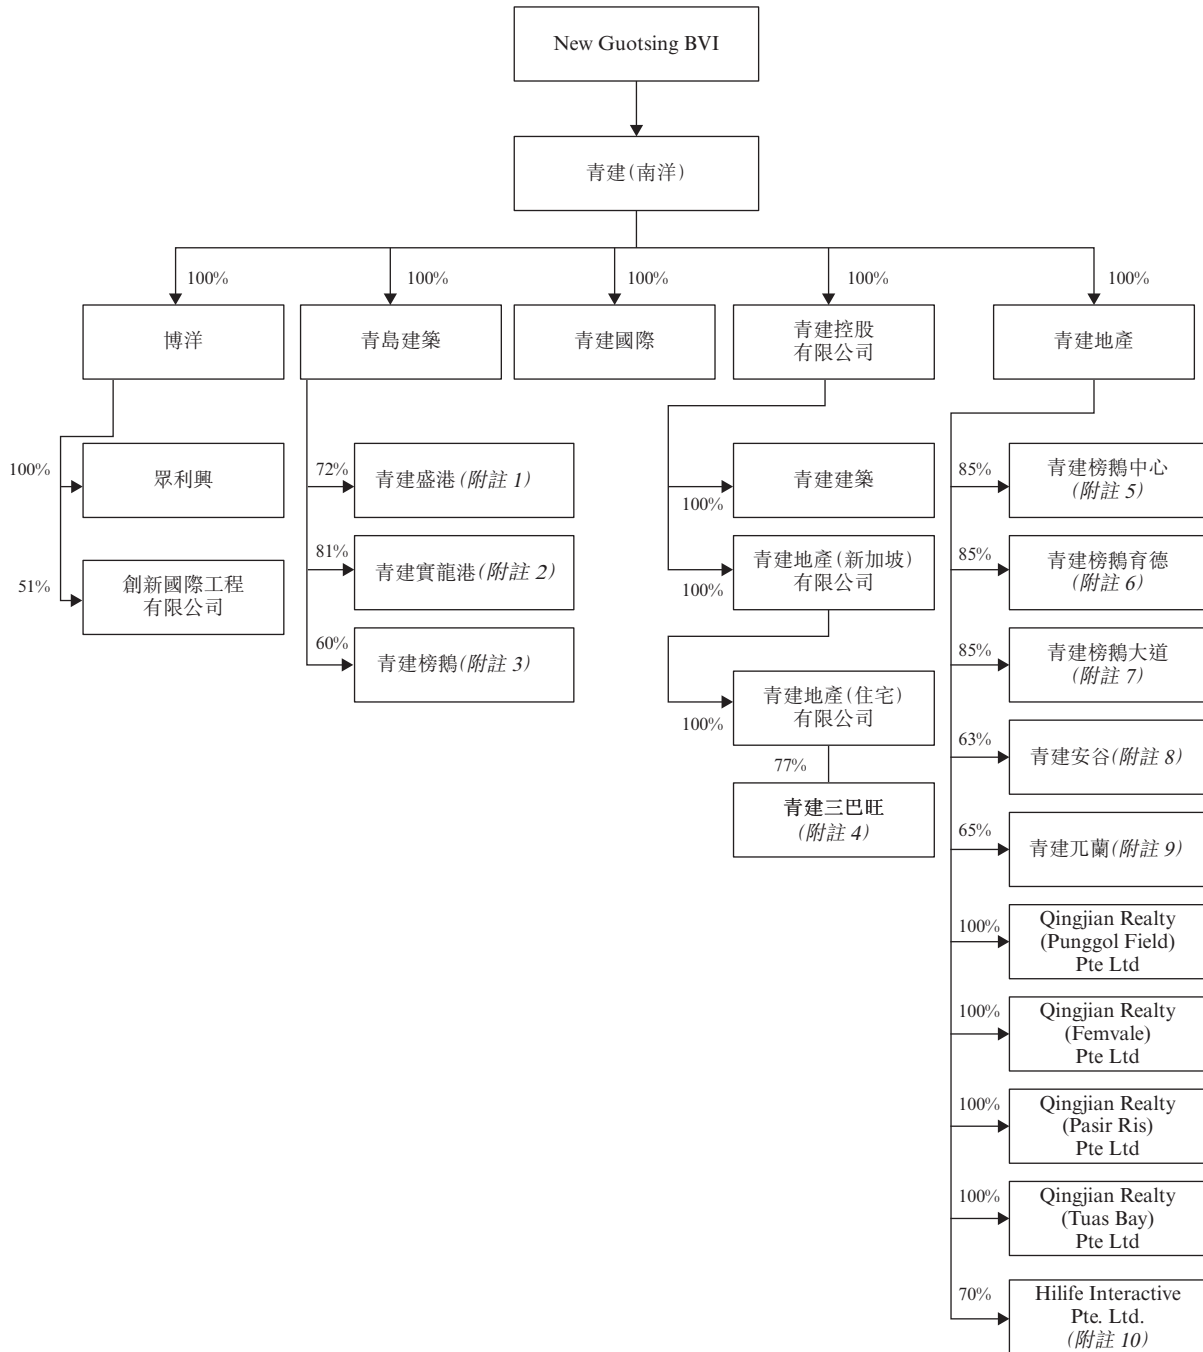 New Guotsing BVI
青建(南洋)
100%
100%
100%
100%
100%
博洋
青島建築
青建國際
青建控股
有限公司
青建地產
100%
眾利興
51%
創新國際工程
有限公司
72%
青建盛港(附註 1)
81%
青建實龍港(附註 2)
60%
青建榜鵝(附註 3)
100%
青建建築
100%
青建地產(新加坡)
有限公司
100%
青建地產(住宅)
有限公司
77%
青建三巴旺
(附註 4)
85%
青建榜鵝中心
(附註 5)
85%
青建榜鵝育德
(附註 6)
85%
青建榜鵝大道
(附註 7)
63%
青建安谷(附註 8)
65%
青建兀蘭(附註 9)
100%
Qingjian Realty
(Punggol Field)
Pte Ltd
100%
Qingjian Realty
(Femvale)
Pte Ltd
100%
Qingjian Realty
(Pasir Ris)
Pte Ltd
100%
Qingjian Realty
(Tuas Bay)
Pte Ltd
70%
Hilife Interactive
Pte. Ltd.
(附註 10)